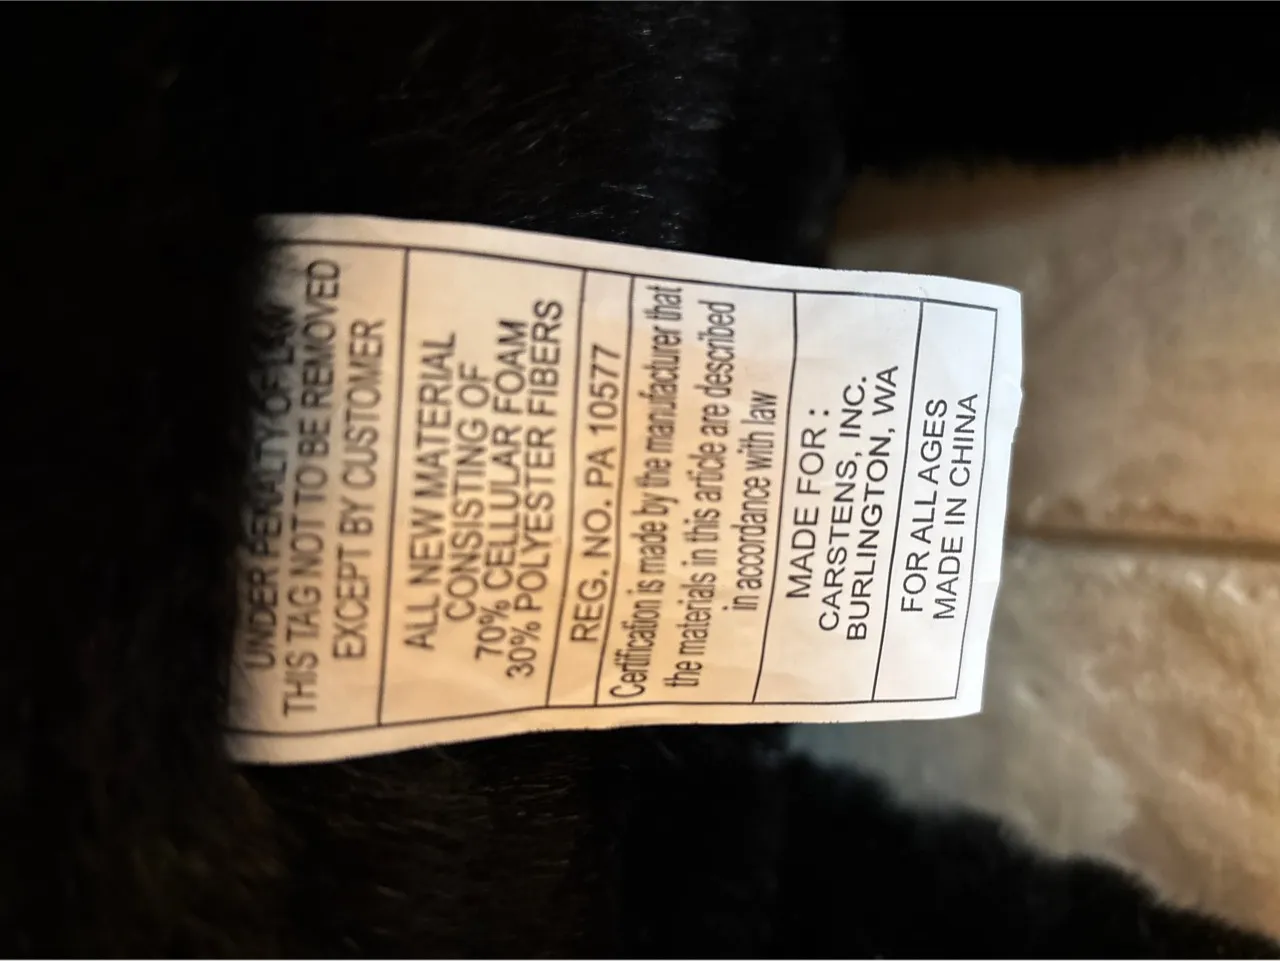 UNDER PENALTY OF LAW
THIS TAG NOT TO BE REMOVED
EXCEPT BY CUSTOMER
ALL NEW MATERIAL
CONSISTING OF
70% CELLULAR FOAM
30% POLYESTER FIBERS
REG. NO. PA 10577
Certification is made by the manufacturer that
the materials in this article are described
in accordance with law
MADE FOR :
CARSTENS, INC.
BURLINGTON, WA
FOR ALL AGES
MADE IN CHINA